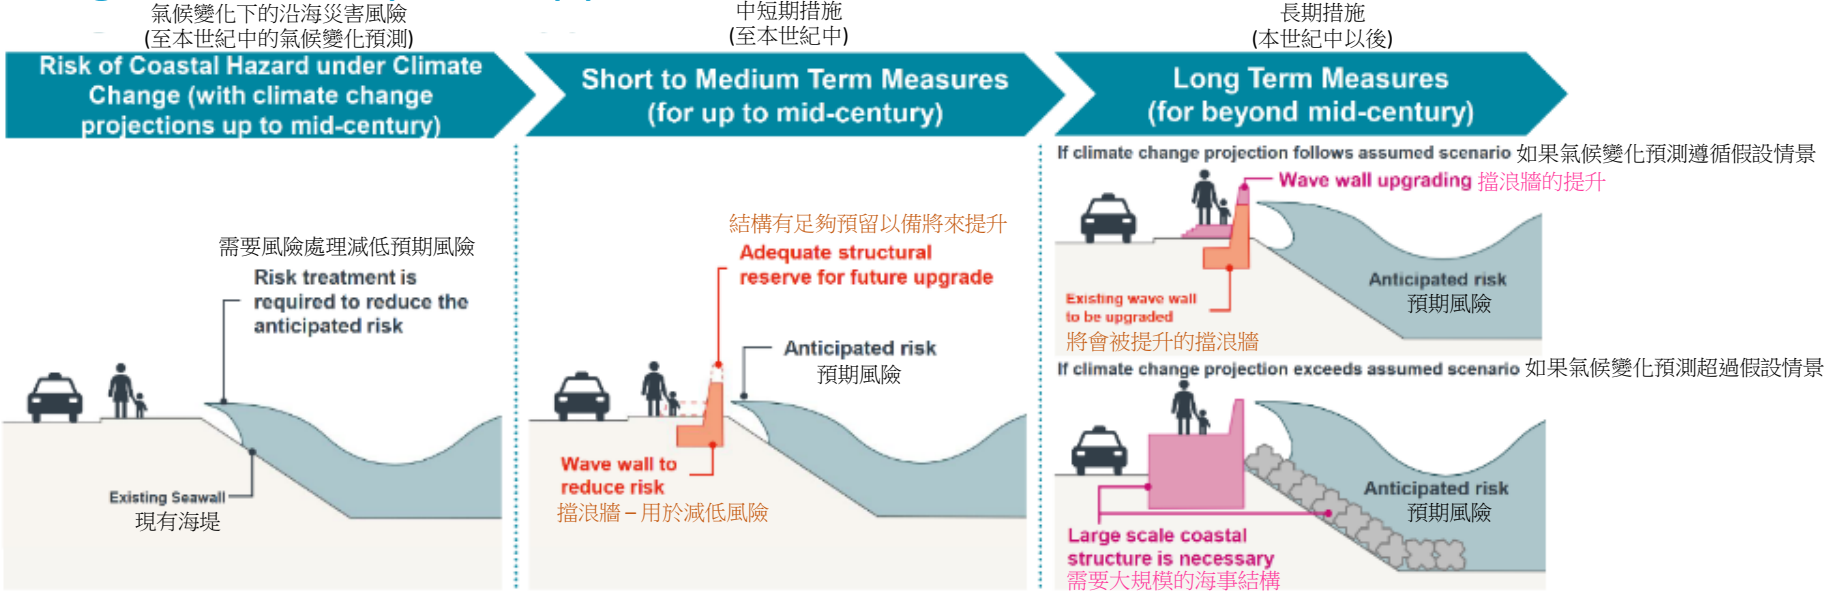 氣候變化下的沿海災害風險
(至本世紀中的氣候變化預測)
Risk of Coastal Hazard under Climate
Change (with climate change
projections up to mid-century)
需要風險處理減低預期風險
Risk treatment is
required to reduce the
anticipated risk
Existing Seawall
現有海堤
中短期措施
(至本世紀中)
Short to Medium Term Measures
(for up to mid-century)
結構有足夠預留以備將來提升
Adequate structural
reserve for future upgrade
Anticipated risk
預期風險
Wave wall to
reduce risk
擋浪牆 – 用於減低風險
長期措施
(本世紀中以後)
Long Term Measures
(for beyond mid-century)
If climate change projection follows assumed scenario 如果氣候變化預測遵循假設情景
Wave wall upgrading 擋浪牆的提升
Anticipated risk
預期風險
Existing wave wall
to be upgraded
將會被提升的擋浪牆
If climate change projection exceeds assumed scenario 如果氣候變化預測超過假設情景
Anticipated risk
預期風險
Large scale coastal
structure is necessary
需要大規模的海事結構